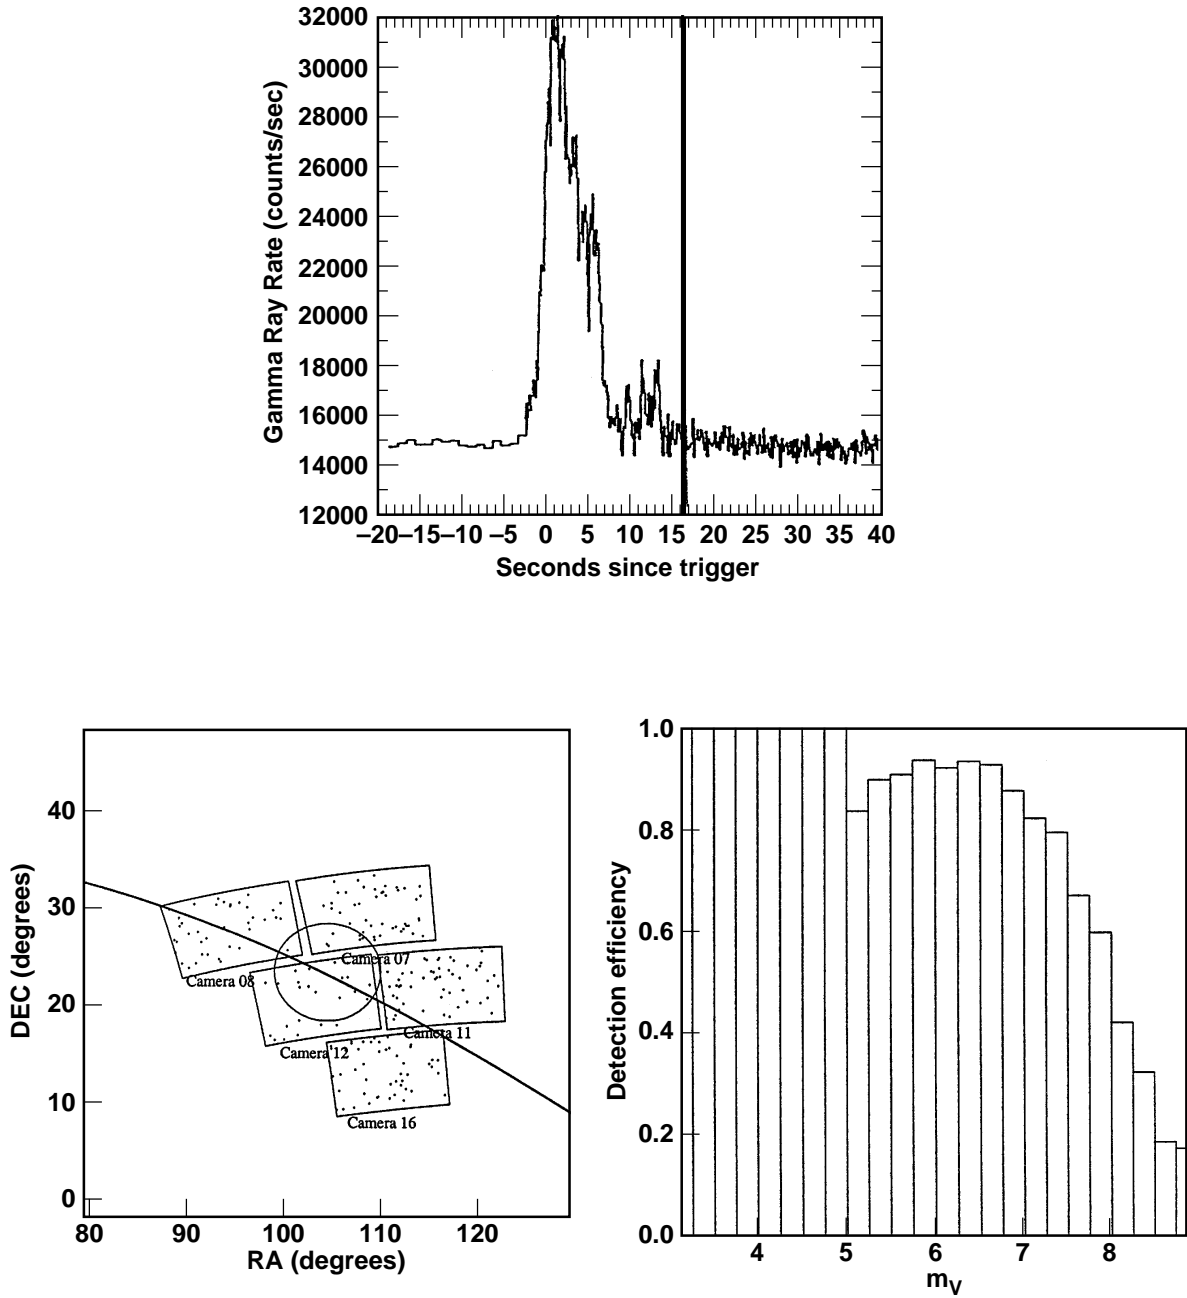 32000
30000
28000
26000
24000
22000
20000
18000
16000
14000
12000
Gamma Ray Rate (counts/sec)
–20 –15 –10 –5 0 5 10 15 20 25 30 35 40
Seconds since trigger
40
30
20
10
0
DEC (degrees)
Camera 07
Camera 08
Camera 11
Camera 12
Camera 16
80 90 100 110 120
RA (degrees)
1.0
0.8
0.6
0.4
0.2
0.0
Detection efficiency
4 5 6 7 8
mV